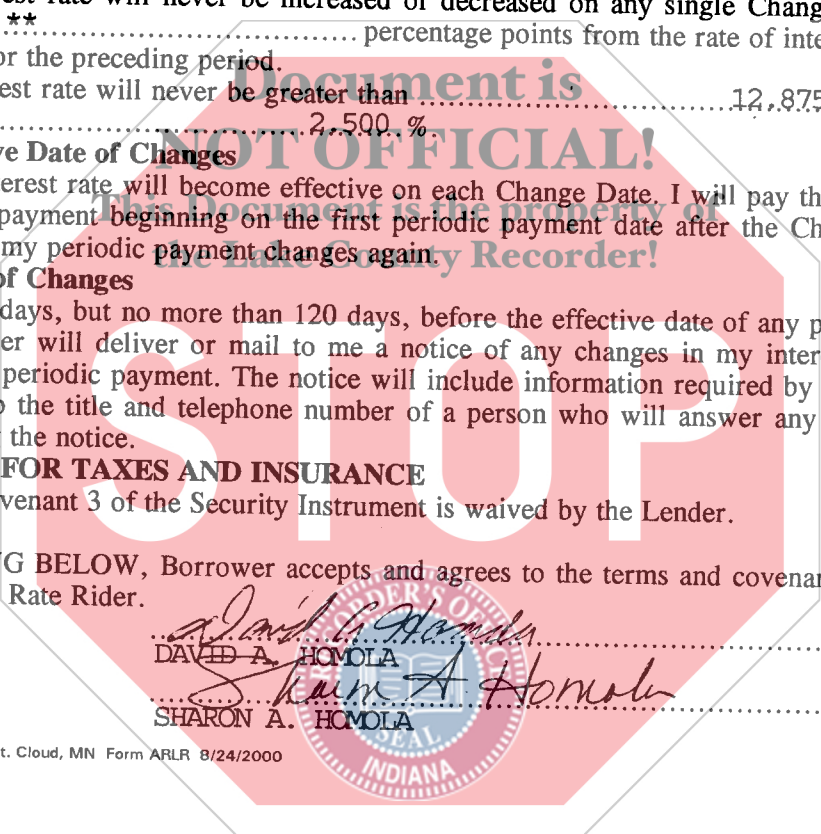 est rate will never be increased or decreased on any single Chang
**
percentage points from the rate of inte
or the preceding period.
Document is
est rate will never be greater than ........................................12.875
........................................2.500.%.
NOT OFFICIAL!
ve Date of Changes
erest rate will become effective on each Change Date. I will pay th
This Document is the property of
payment beginning on the first periodic payment date after the Ch
my periodic payment changes again.
the Lake County Recorder!
of Changes
days, but no more than 120 days, before the effective date of any p
er will deliver or mail to me a notice of any changes in my inter
periodic payment. The notice will include information required by
o the title and telephone number of a person who will answer any
the notice.
STOP
FOR TAXES AND INSURANCE
venant 3 of the Security Instrument is waived by the Lender.
G BELOW, Borrower accepts and agrees to the terms and covenan
Rate Rider.
David A Homola
DAVID A. HOMOLA
Sharon A. Homola
SHARON A. HOMOLA
RECORDER'S OFFICE
SEAL
INDIANA
t. Cloud, MN Form ARLR 8/24/2000